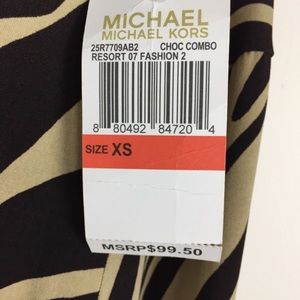 MICHAEL
MICHAEL KORS
25R7709AB2 CHOC COMBO
RESORT 07 FASHION 2
8 80492 84720 4
SIZE XS
MSRP$99.50